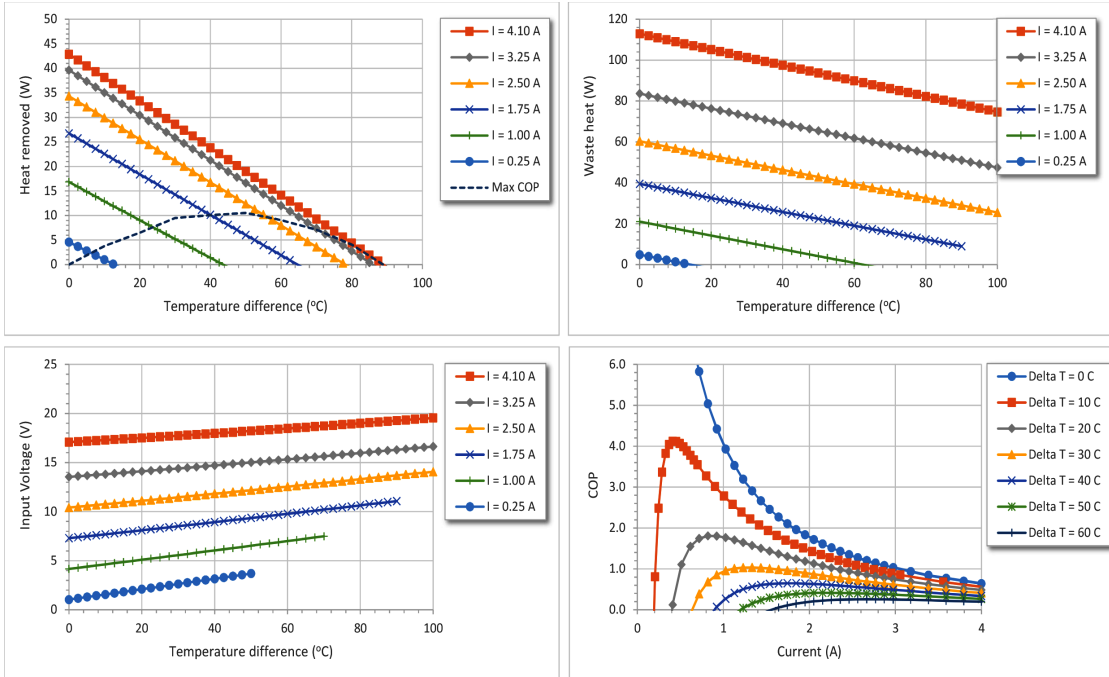 Heat removed (W)
50
45
40
35
30
25
20
15
10
5
0
0 20 40 60 80 100
Temperature difference (°C)
I = 4.10 A
I = 3.25 A
I = 2.50 A
I = 1.75 A
I = 1.00 A
I = 0.25 A
Max COP
Waste heat (W)
120
100
80
60
40
20
0
0 20 40 60 80 100
Temperature difference (°C)
I = 4.10 A
I = 3.25 A
I = 2.50 A
I = 1.75 A
I = 1.00 A
I = 0.25 A
Input Voltage (V)
25
20
15
10
5
0
0 20 40 60 80 100
Temperature difference (°C)
I = 4.10 A
I = 3.25 A
I = 2.50 A
I = 1.75 A
I = 1.00 A
I = 0.25 A
COP
6.0
5.0
4.0
3.0
2.0
1.0
0.0
0 1 2 3 4
Current (A)
Delta T = 0 C
Delta T = 10 C
Delta T = 20 C
Delta T = 30 C
Delta T = 40 C
Delta T = 50 C
Delta T = 60 C